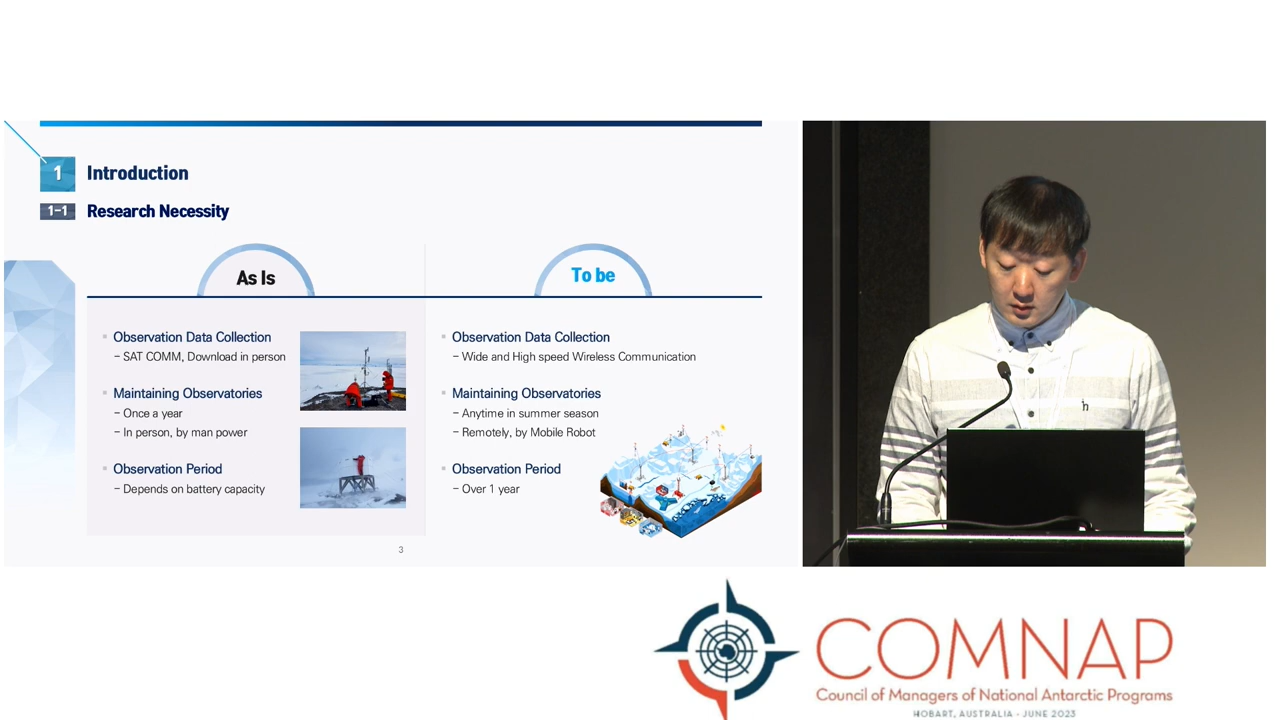 1 Introduction
1-1 Research Necessity
As Is
Observation Data Collection
– SAT COMM, Download in person
Maintaining Observatories
– Once a year
– In person, by man power
Observation Period
– Depends on battery capacity
To be
Observation Data Collection
– Wide and High speed Wireless Communication
Maintaining Observatories
– Anytime in summer season
– Remotely, by Mobile Robot
Observation Period
– Over 1 year
3
h
COMNAP
Council of Managers of National Antarctic Programs
HOBART, AUSTRALIA - JUNE 2023